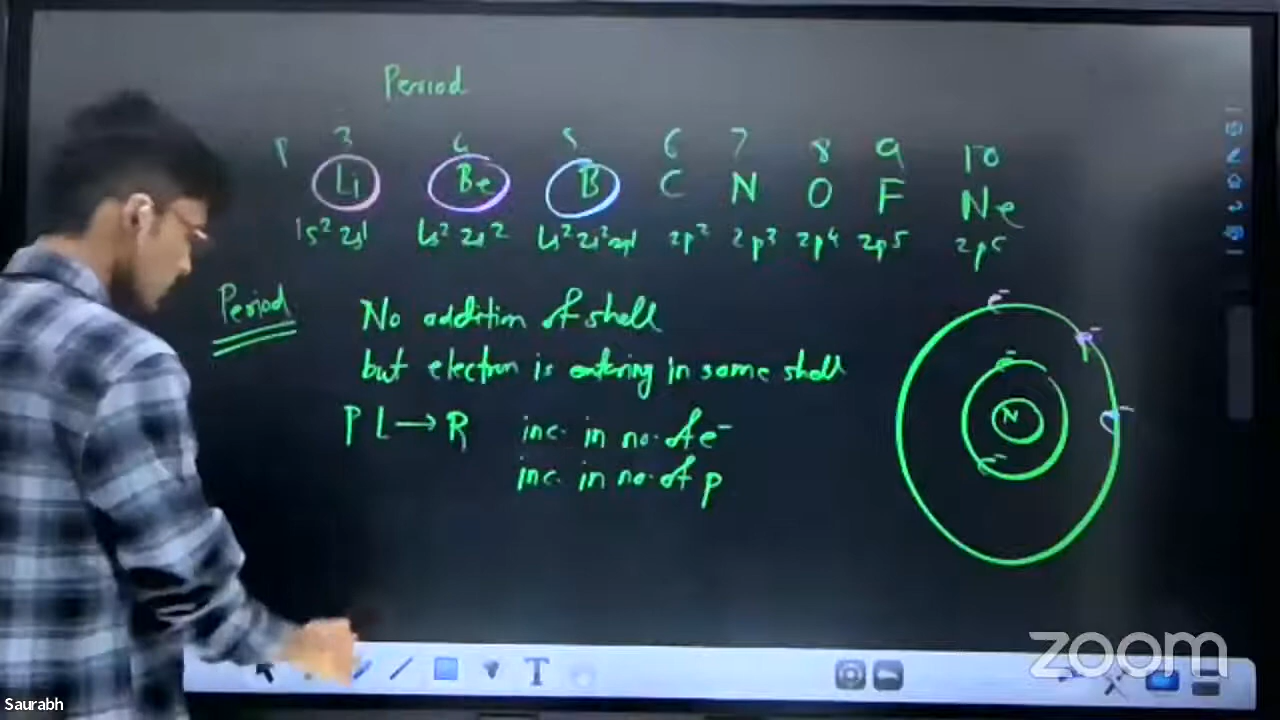 Period
P 3 4 5 6 7 8 9 10
Li Be B C N O F Ne
1s² 2s¹ 1s² 2s² 1s² 2s² 2p¹ 2p² 2p³ 2p⁴ 2p⁵ 2p⁶
Period No addition of shell
but electron is entering in same shell
P L→R inc. in no. of e⁻
inc. in no. of p
e⁻
e⁻
e⁻
N
e⁻
e⁻
T
zoom
Saurabh